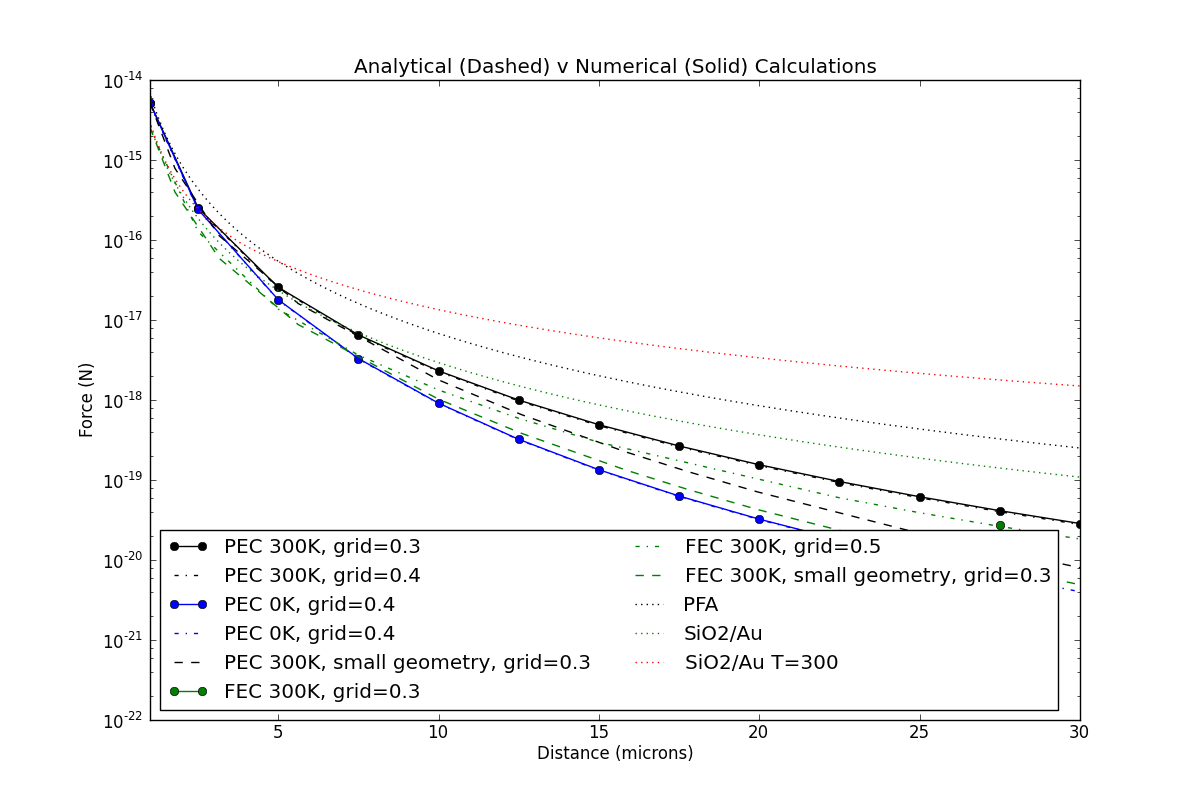 Analytical (Dashed) v Numerical (Solid) Calculations
10^-14
10^-15
10^-16
10^-17
10^-18
10^-19
10^-20
10^-21
10^-22
Force (N)
PEC 300K, grid=0.3
PEC 300K, grid=0.4
PEC 0K, grid=0.4
PEC 0K, grid=0.4
PEC 300K, small geometry, grid=0.3
FEC 300K, grid=0.3
FEC 300K, grid=0.5
FEC 300K, small geometry, grid=0.3
PFA
SiO2/Au
SiO2/Au T=300
5 10 15 20 25 30
Distance (microns)